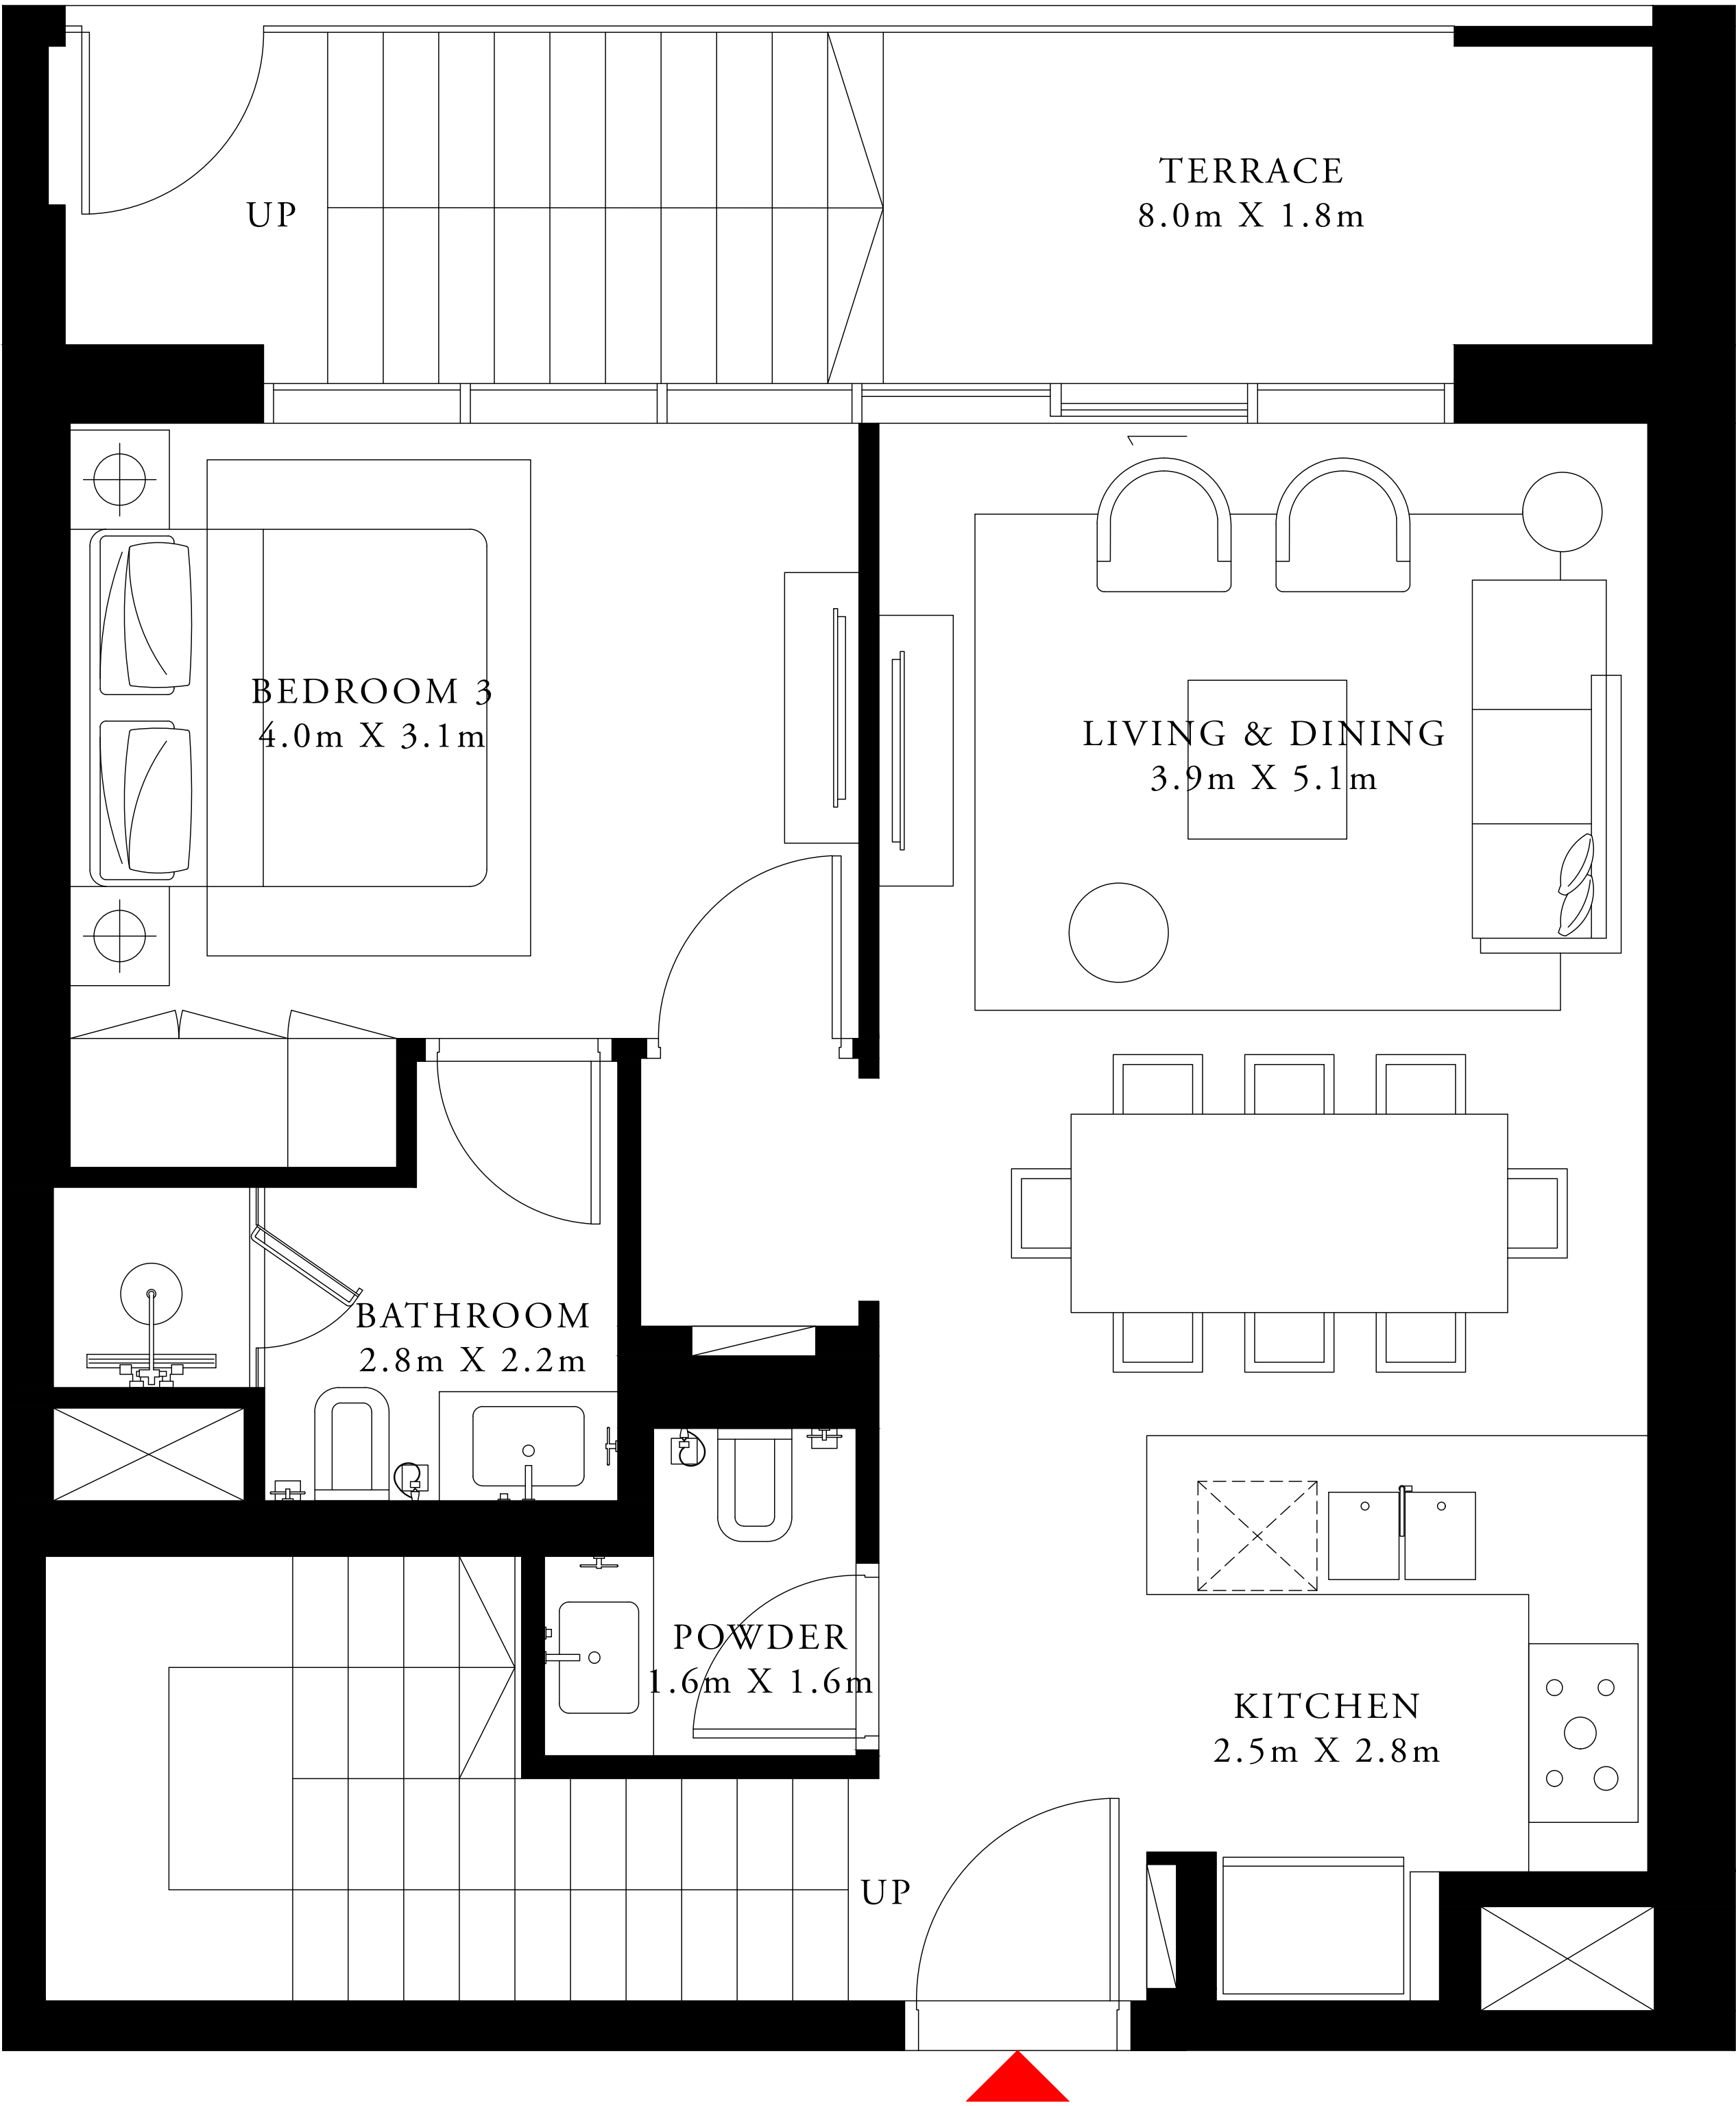 TERRACE
8.0m X 1.8m
UP
BEDROOM 3
4.0m X 3.1m
LIVING & DINING
3.9m X 5.1m
BATHROOM
2.8m X 2.2m
POWDER
1.6m X 1.6m
KITCHEN
2.5m X 2.8m
UP